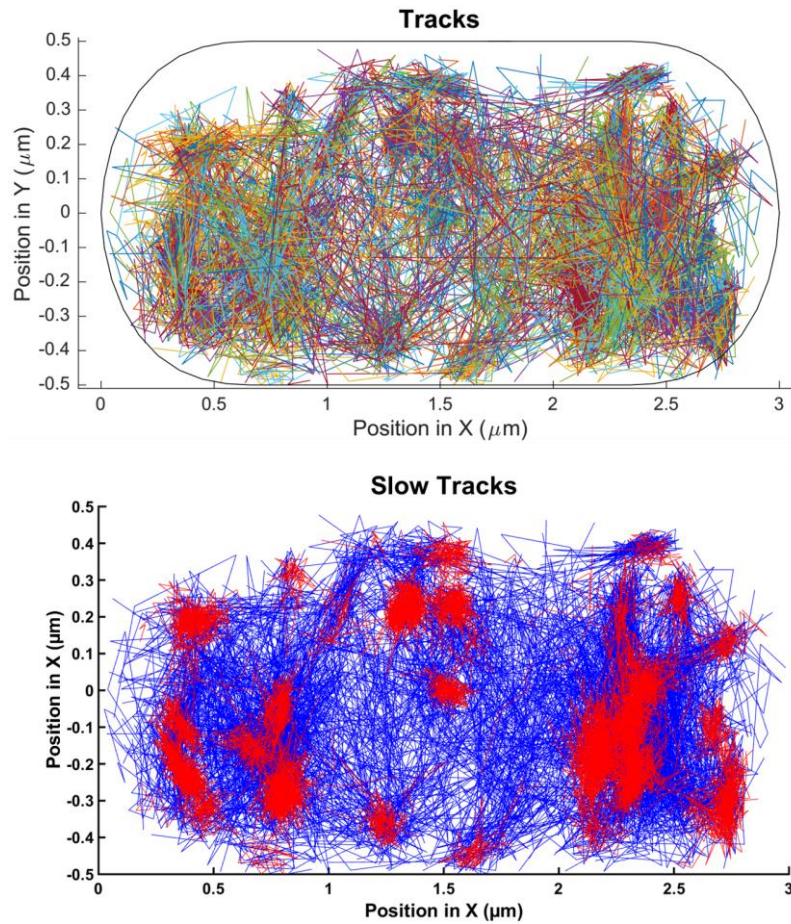 Tracks
0.5
0.4
0.3
0.2
0.1
0
-0.1
-0.2
-0.3
-0.4
-0.5
Position in Y (μm)
0 0.5 1 1.5 2 2.5 3
Position in X (μm)
Slow Tracks
0.5
0.4
0.3
0.2
0.1
0
-0.1
-0.2
-0.3
-0.4
-0.5
Position in X (μm)
0 0.5 1 1.5 2 2.5 3
Position in X (μm)